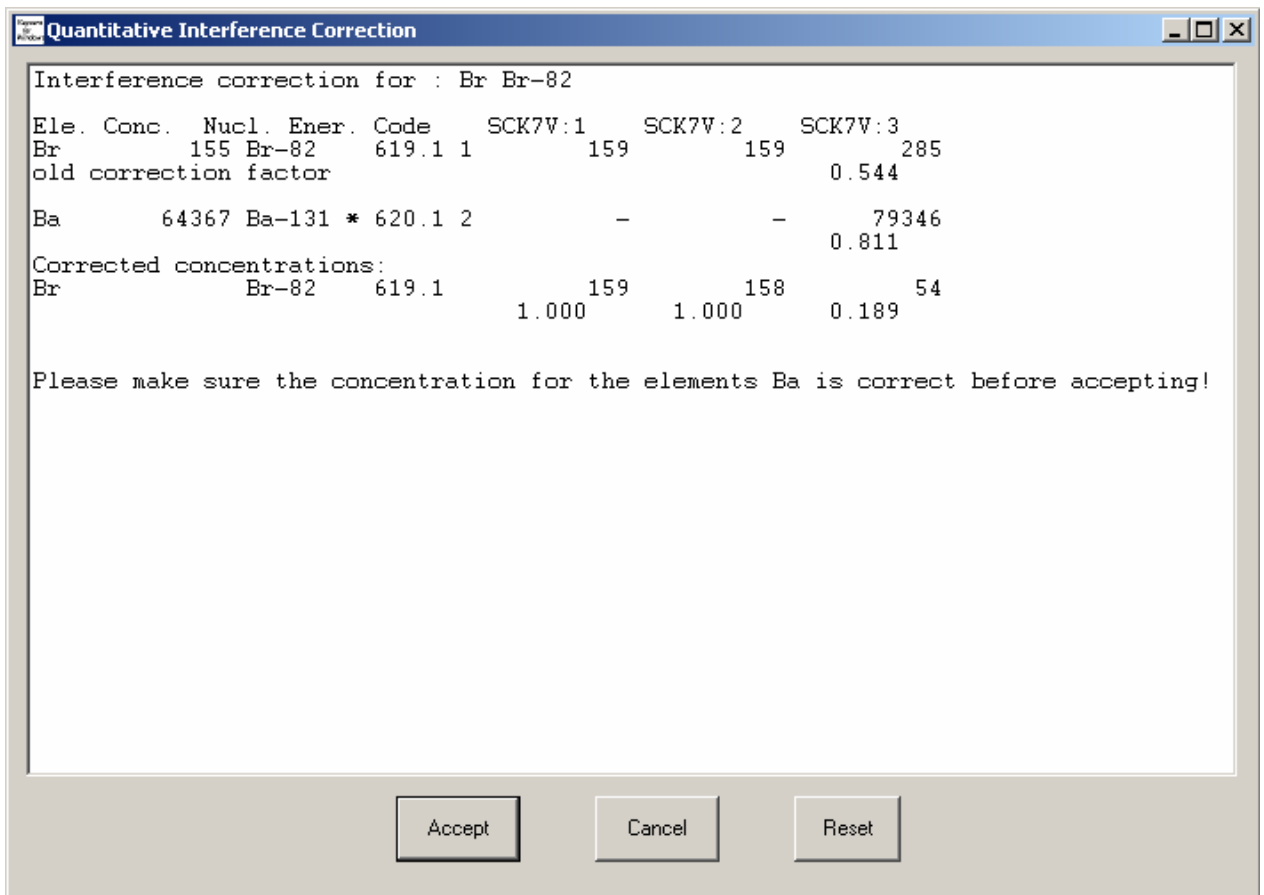 Quantitative Interference Correction
Interference correction for : Br Br-82
Ele. Conc. Nucl. Ener. Code SCK7V:1 SCK7V:2 SCK7V:3
Br 155 Br-82 619.1 1 159 159 285
old correction factor 0.544
Ba 64367 Ba-131 * 620.1 2 - - 79346
0.811
Corrected concentrations:
Br Br-82 619.1 159 158 54
1.000 1.000 0.189
Please make sure the concentration for the elements Ba is correct before accepting!
Accept Cancel Reset